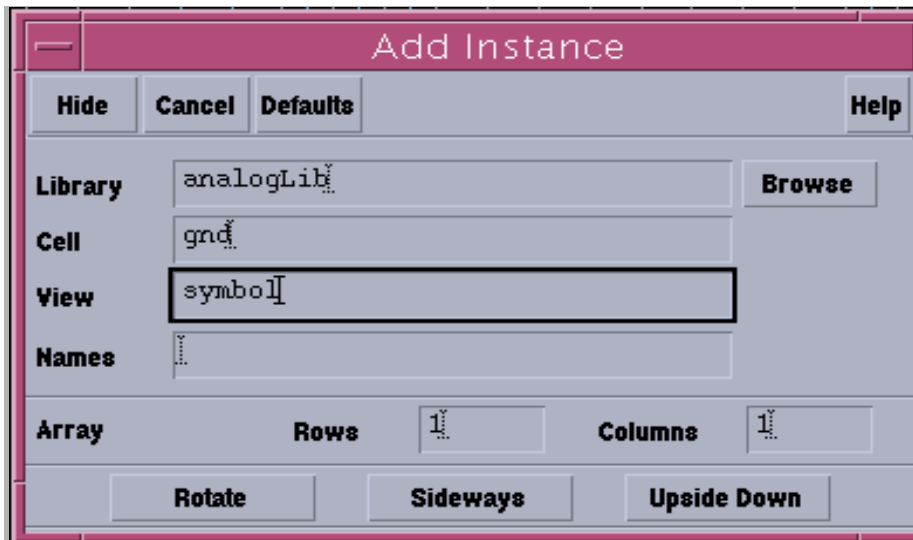 Add Instance
Hide Cancel Defaults Help
Library analogLib Browse
Cell gnd
View symbol
Names
Array Rows 1 Columns 1
Rotate Sideways Upside Down